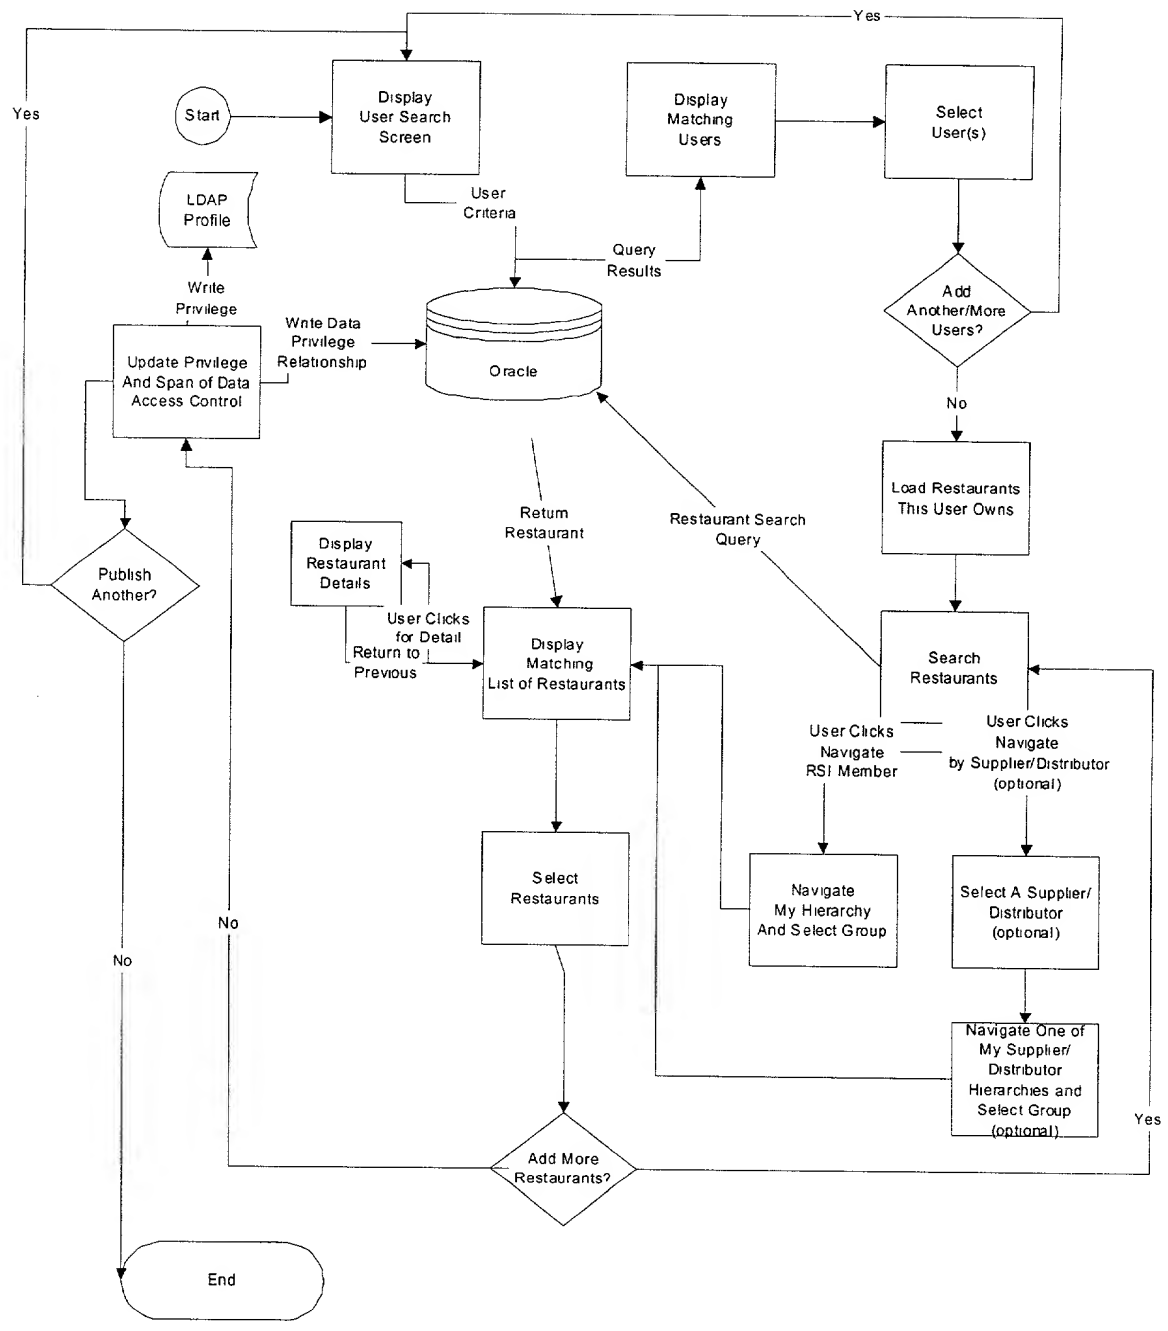 Yes
Yes
Start
Display
User Search
Screen
Display
Matching
Users
Select
User(s)
LDAP
Profile
User
Criteria
Query
Results
Write
Privilege
Write Data
Privilege
Relationship
Add
Another/More
Users?
Update Privilege
And Span of Data
Access Control
Oracle
No
Load Restaurants
This User Owns
Return
Restaurant
Restaurant Search
Query
Display
Restaurant
Details
Publish
Another?
User Clicks
for Detail
Return to
Previous
Display
Matching
List of Restaurants
Search
Restaurants
User Clicks
Navigate
RSI Member
User Clicks
Navigate
by Supplier/Distributor
(optional)
Select
Restaurants
Navigate
My Hierarchy
And Select Group
Select A Supplier/
Distributor
(optional)
No
No
Navigate One of
My Supplier/
Distributor
Hierarchies and
Select Group
(optional)
Yes
Add More
Restaurants?
End